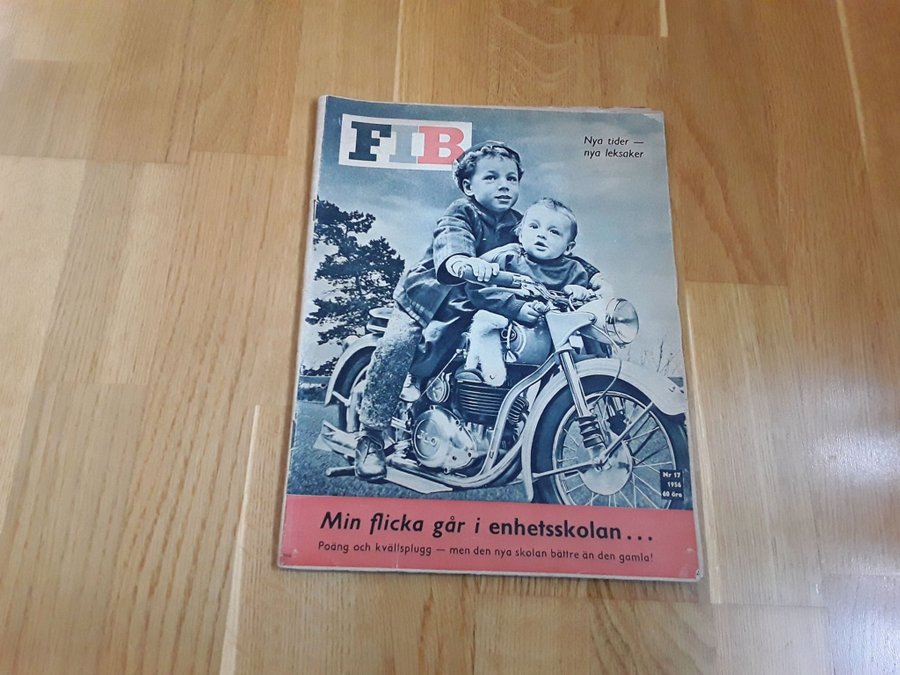 FIB
Nya tider —
nya leksaker
Nr 17
1956
60 öre
Min flicka går i enhetsskolan...
Poäng och kvällsplugg — men den nya skolan bättre än den gamla!